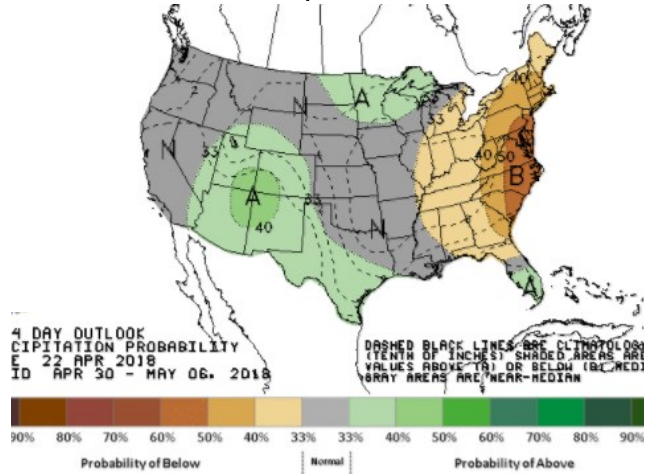 A
N
40
33
N
33
33
40 50
B
A
33
40
N
A
4 DAY OUTLOOK
CIPITATION PROBABILITY
E 22 APR 2018
ID APR 30 - MAY 06. 2018
DASHED BLACK LINES ARE CLIMATOLOG
(TENTH OF INCHES) SHADED AREAS ARE
VALUES ABOVE (A) OR BELOW (B) MEDI
GRAY AREAS ARE NEAR-MEDIAN
90% 80% 70% 60% 50% 40% 33% 33% 40% 50% 60% 70% 80% 90%
Probability of Below Normal Probability of Above